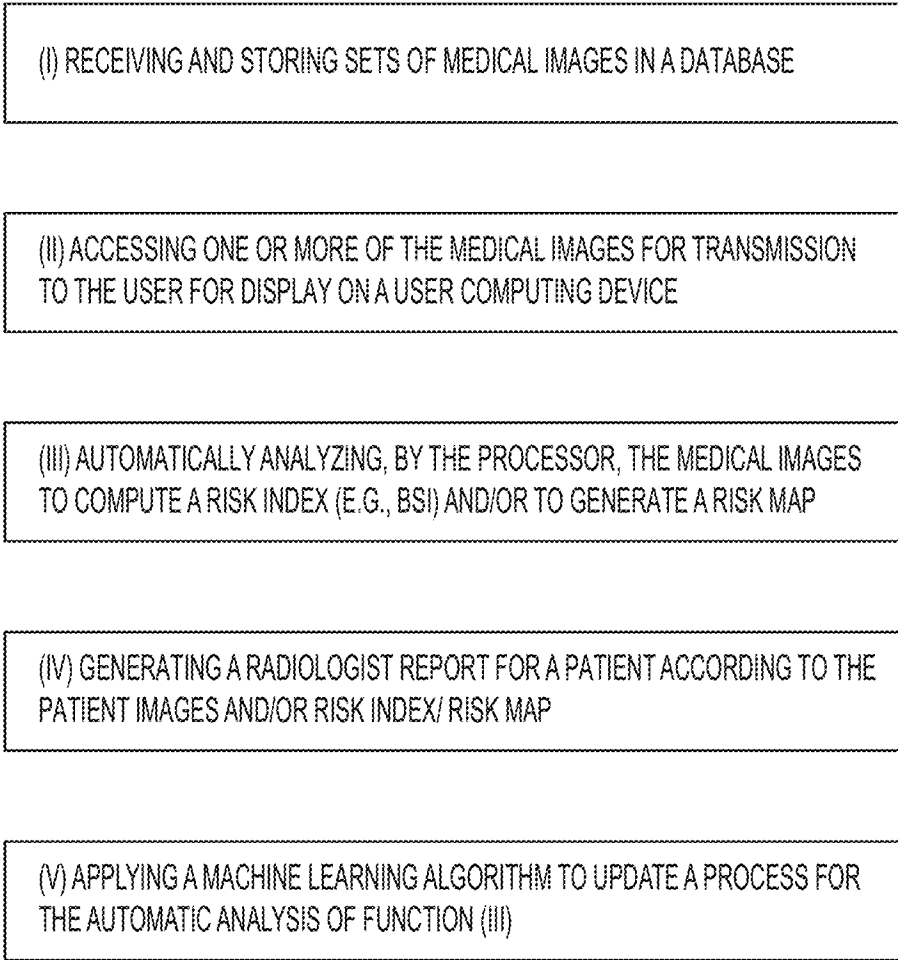 (I) RECEIVING AND STORING SETS OF MEDICAL IMAGES IN A DATABASE
(II) ACCESSING ONE OR MORE OF THE MEDICAL IMAGES FOR TRANSMISSION
TO THE USER FOR DISPLAY ON A USER COMPUTING DEVICE
(III) AUTOMATICALLY ANALYZING, BY THE PROCESSOR, THE MEDICAL IMAGES
TO COMPUTE A RISK INDEX (E.G., BSI) AND/OR TO GENERATE A RISK MAP
(IV) GENERATING A RADIOLOGIST REPORT FOR A PATIENT ACCORDING TO THE
PATIENT IMAGES AND/OR RISK INDEX/ RISK MAP
(V) APPLYING A MACHINE LEARNING ALGORITHM TO UPDATE A PROCESS FOR
THE AUTOMATIC ANALYSIS OF FUNCTION (III)